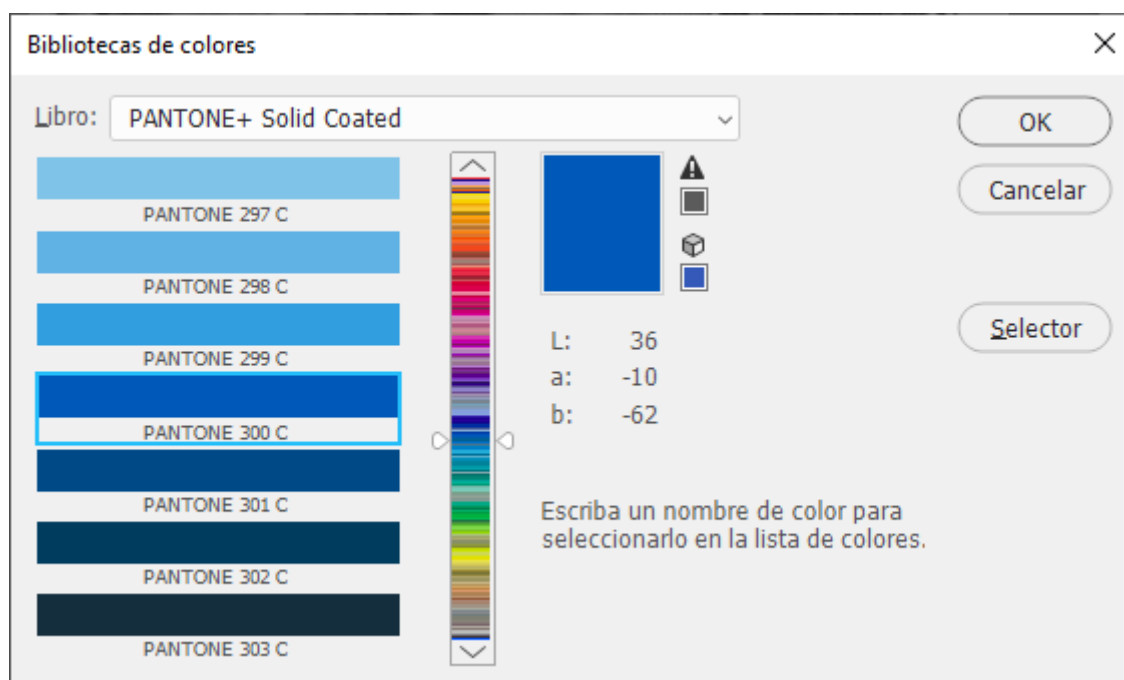 Bibliotecas de colores
Libro: PANTONE+ Solid Coated
OK
Cancelar
Selector
PANTONE 297 C
PANTONE 298 C
PANTONE 299 C
PANTONE 300 C
PANTONE 301 C
PANTONE 302 C
PANTONE 303 C
L: 36
a: -10
b: -62
Escriba un nombre de color para
seleccionarlo en la lista de colores.